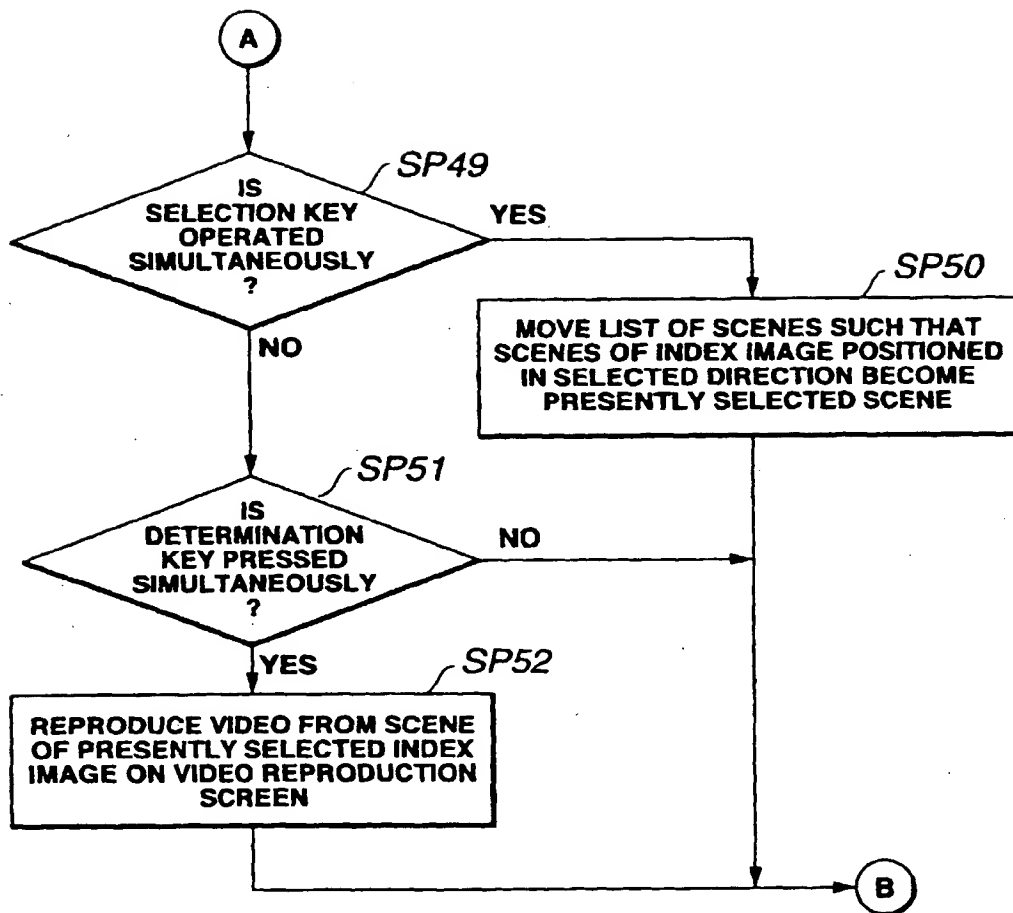 A
SP49
IS
SELECTION KEY
OPERATED
SIMULTANEOUSLY
?
YES
NO
SP50
MOVE LIST OF SCENES SUCH THAT
SCENES OF INDEX IMAGE POSITIONED
IN SELECTED DIRECTION BECOME
PRESENTLY SELECTED SCENE
SP51
IS
DETERMINATION
KEY PRESSED
SIMULTANEOUSLY
?
NO
YES
SP52
REPRODUCE VIDEO FROM SCENE
OF PRESENTLY SELECTED INDEX
IMAGE ON VIDEO REPRODUCTION
SCREEN
B